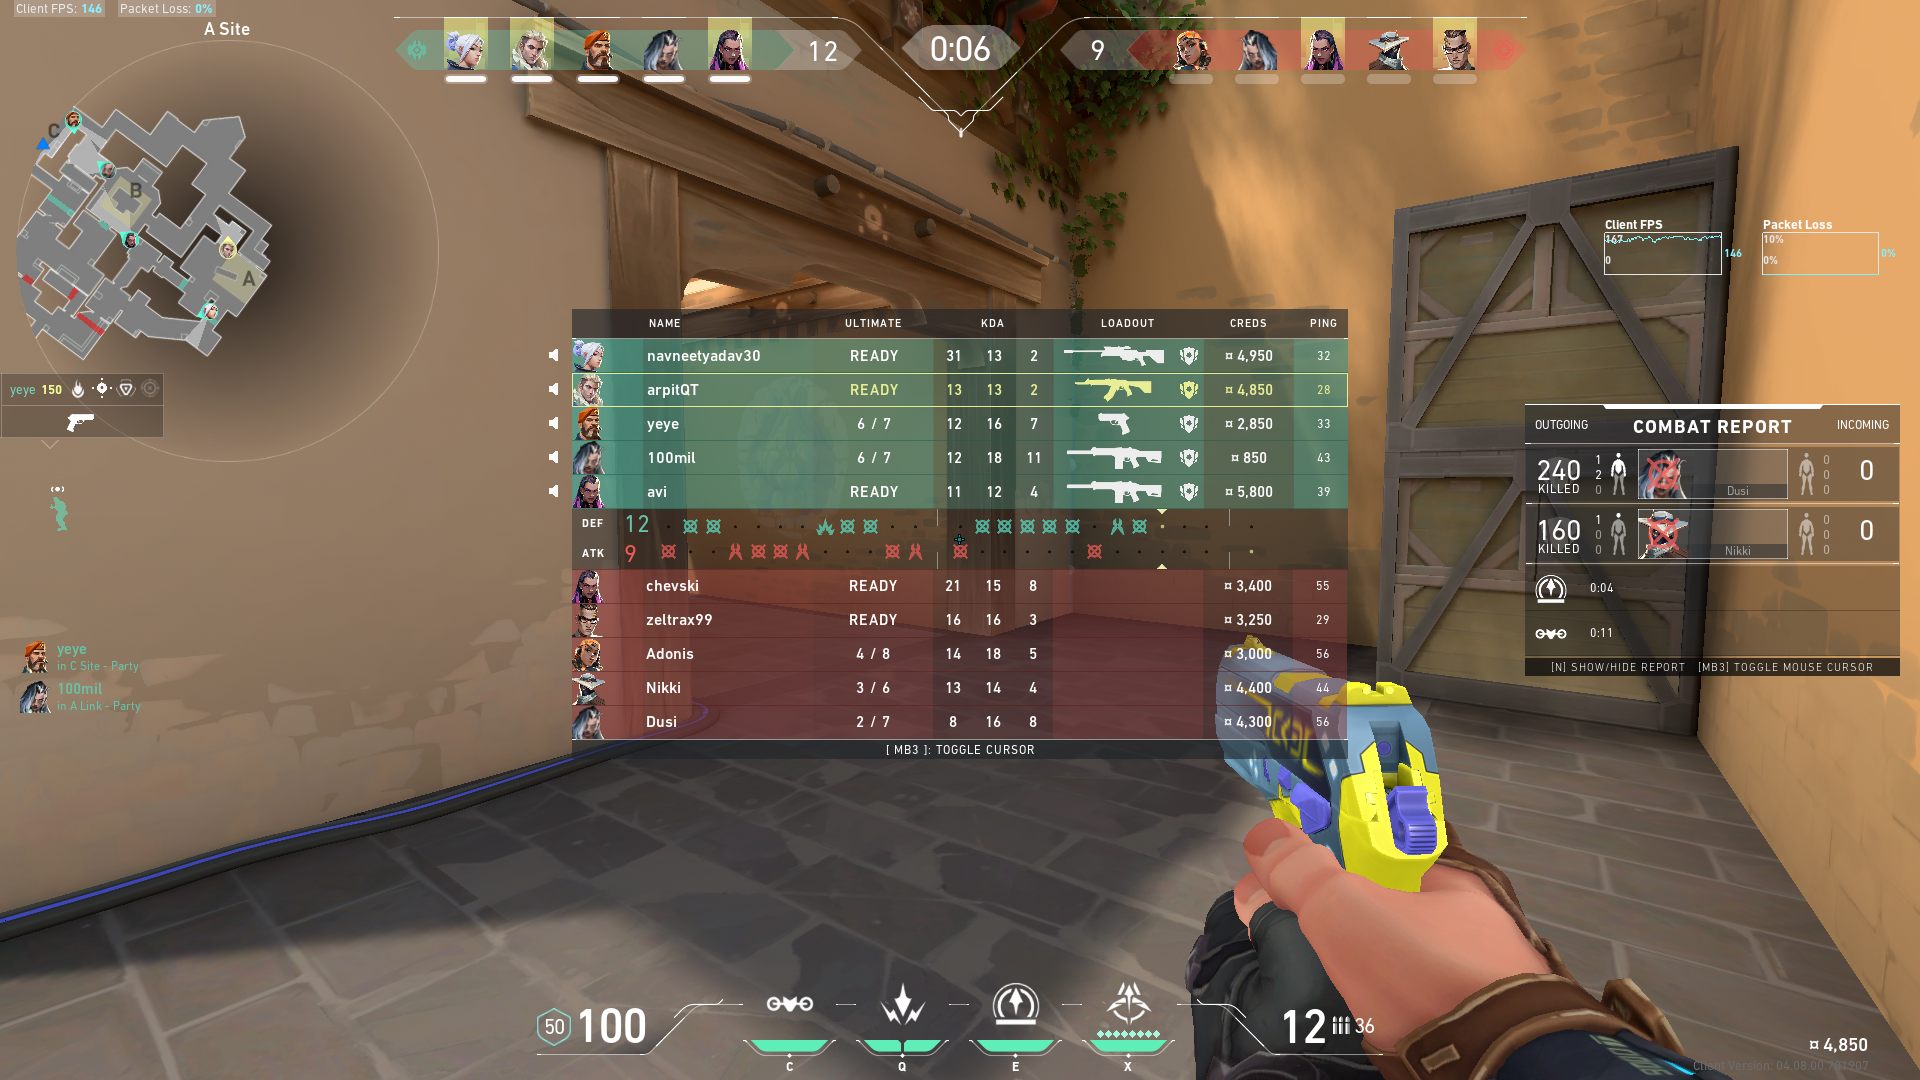 Client FPS: 146 Packet Loss: 0%
A Site
12
0:06
9
C
B
A
Client FPS
167
0
146
Packet Loss
10%
0%
0%
yeye 150
NAME ULTIMATE KDA LOADOUT CREDS PING
navneetyadav30 READY 31 13 2 ¤ 4,950 32
arpitQT READY 13 13 2 ¤ 4,850 28
yeye 6 / 7 12 16 7 ¤ 2,850 33
100mil 6 / 7 12 18 11 ¤ 850 43
avi READY 11 12 4 ¤ 5,800 39
DEF 12
ATK 9
chevski READY 21 15 8 ¤ 3,400 55
zeltrax99 READY 16 16 3 ¤ 3,250 29
Adonis 4 / 8 14 18 5 ¤ 3,000 56
Nikki 3 / 6 13 14 4 ¤ 4,400 44
Dusi 2 / 7 8 16 8 ¤ 4,300 56
[ MB3 ]: TOGGLE CURSOR
OUTGOING COMBAT REPORT INCOMING
240 KILLED 1 2 0 Dusi 0 0 0 0
160 KILLED 1 0 0 Nikki 0 0 0 0
0:04
0:11
[N] SHOW/HIDE REPORT [MB3] TOGGLE MOUSE CURSOR
yeye
in C Site - Party
100mil
in A Link - Party
50 100
C Q E X
12 36
¤ 4,850
Client Version: 04.08.00.701907